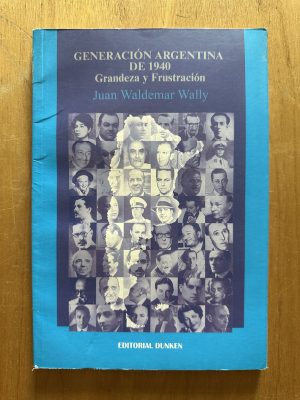 GENERACIÓN ARGENTINA
DE 1940
Grandeza y Frustración
Juan Waldemar Wally
EDITORIAL DUNKEN